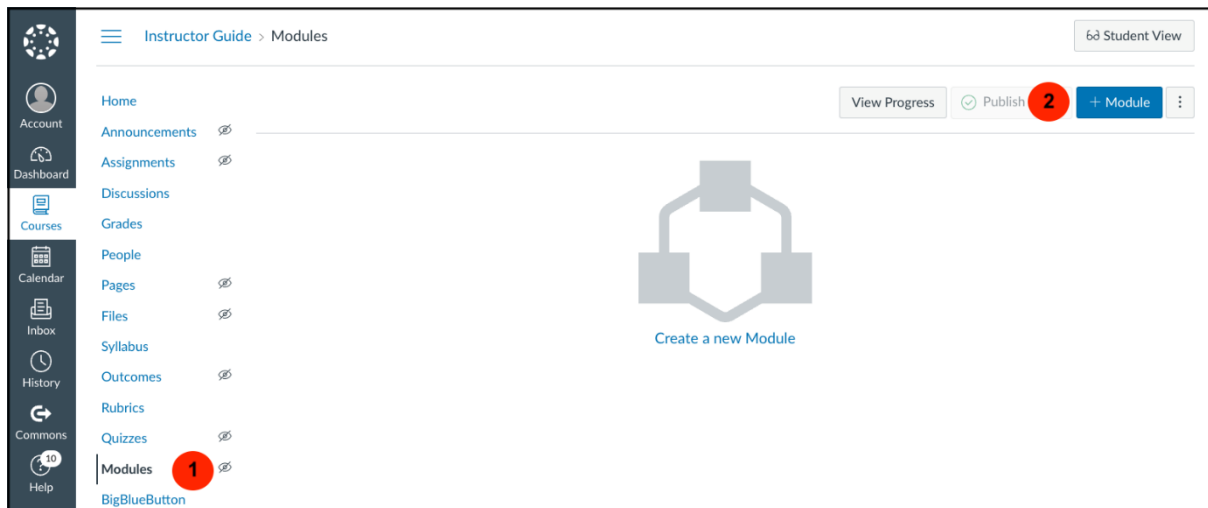 Instructor Guide > Modules
Student View
Account
Dashboard
Courses
Calendar
Inbox
History
Commons
10
Help
Home
Announcements
Assignments
Discussions
Grades
People
Pages
Files
Syllabus
Outcomes
Rubrics
Quizzes
Modules 1
BigBlueButton
View Progress
Publish
2
+ Module
Create a new Module